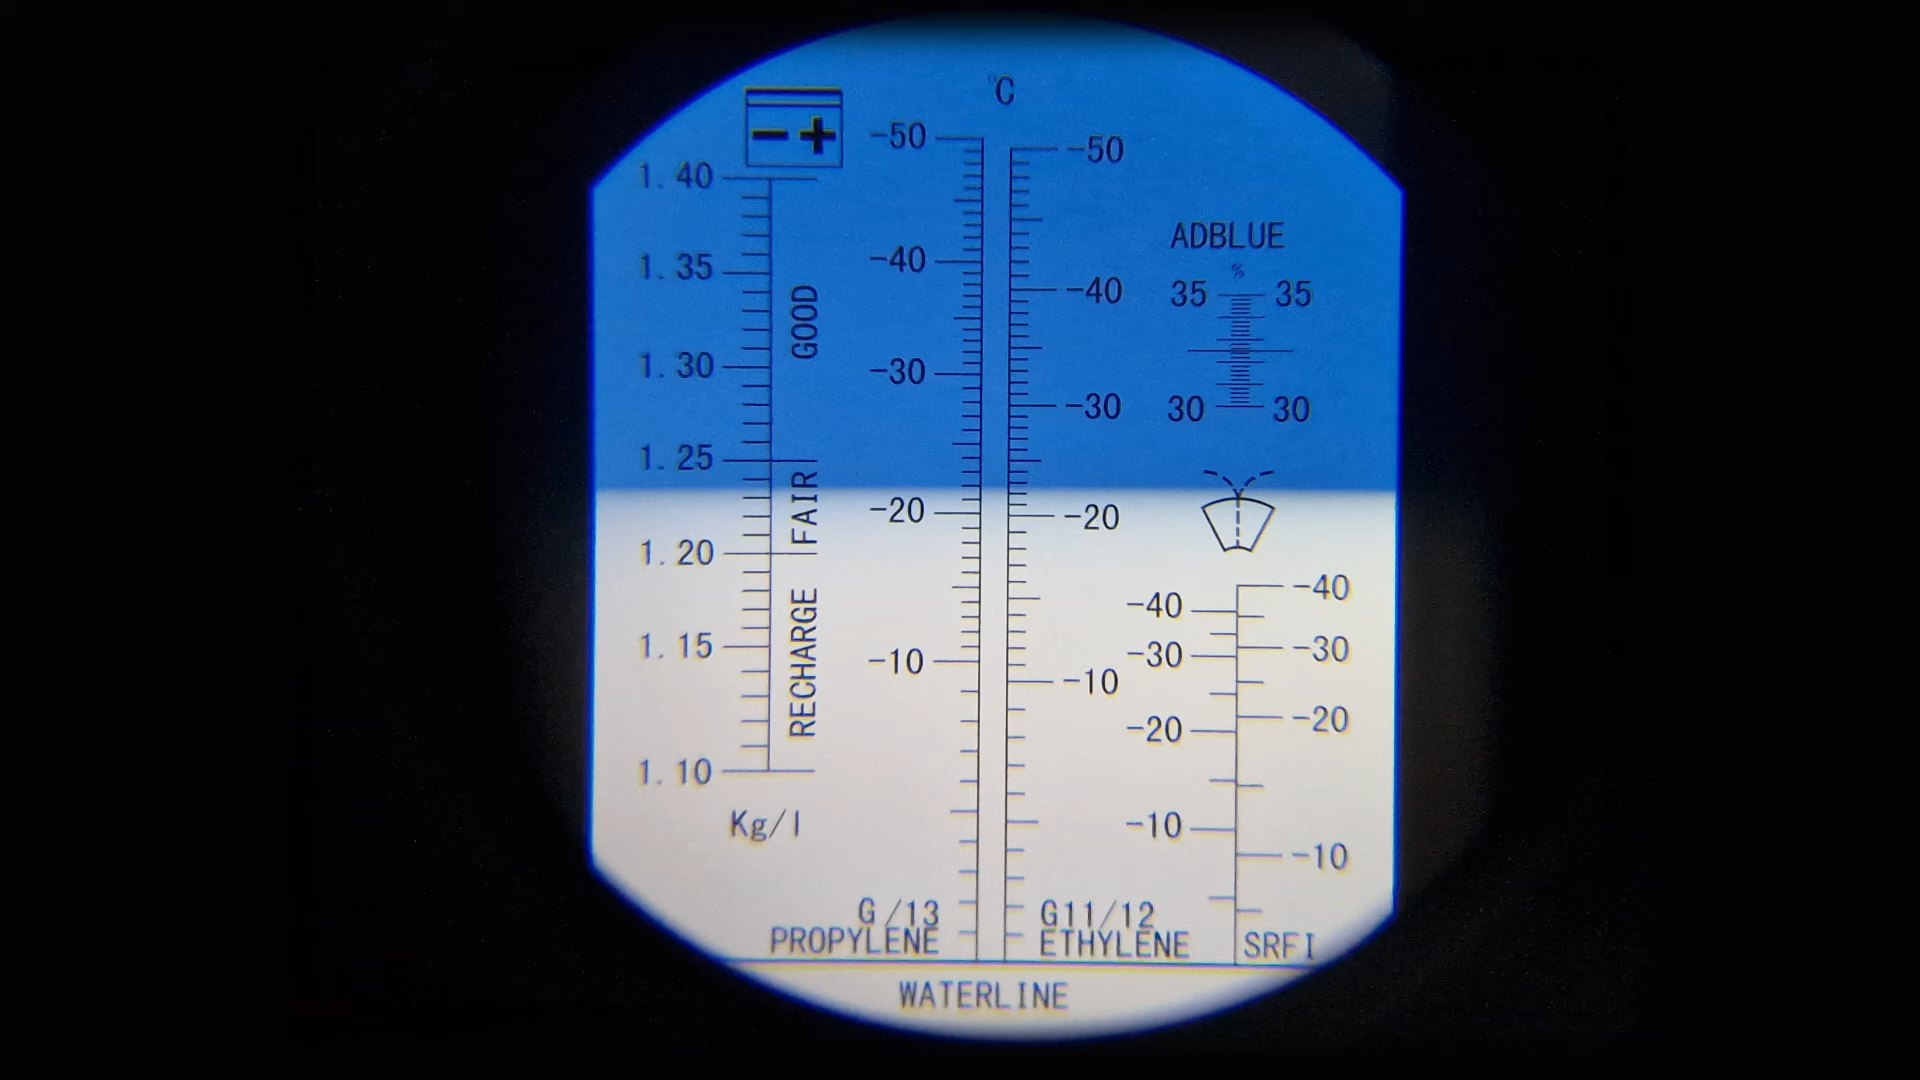 °C
- +
1.40
1.35
1.30
1.25
1.20
1.15
1.10
GOOD
FAIR
RECHARGE
Kg/l
-50
-40
-30
-20
-10
G /13
PROPYLENE
-50
-40
-30
-20
-10
G11/12
ETHYLENE
ADBLUE
%
35 35
30 30
-40
-30
-20
-10
-40
-30
-20
-10
SRFI
WATERLINE